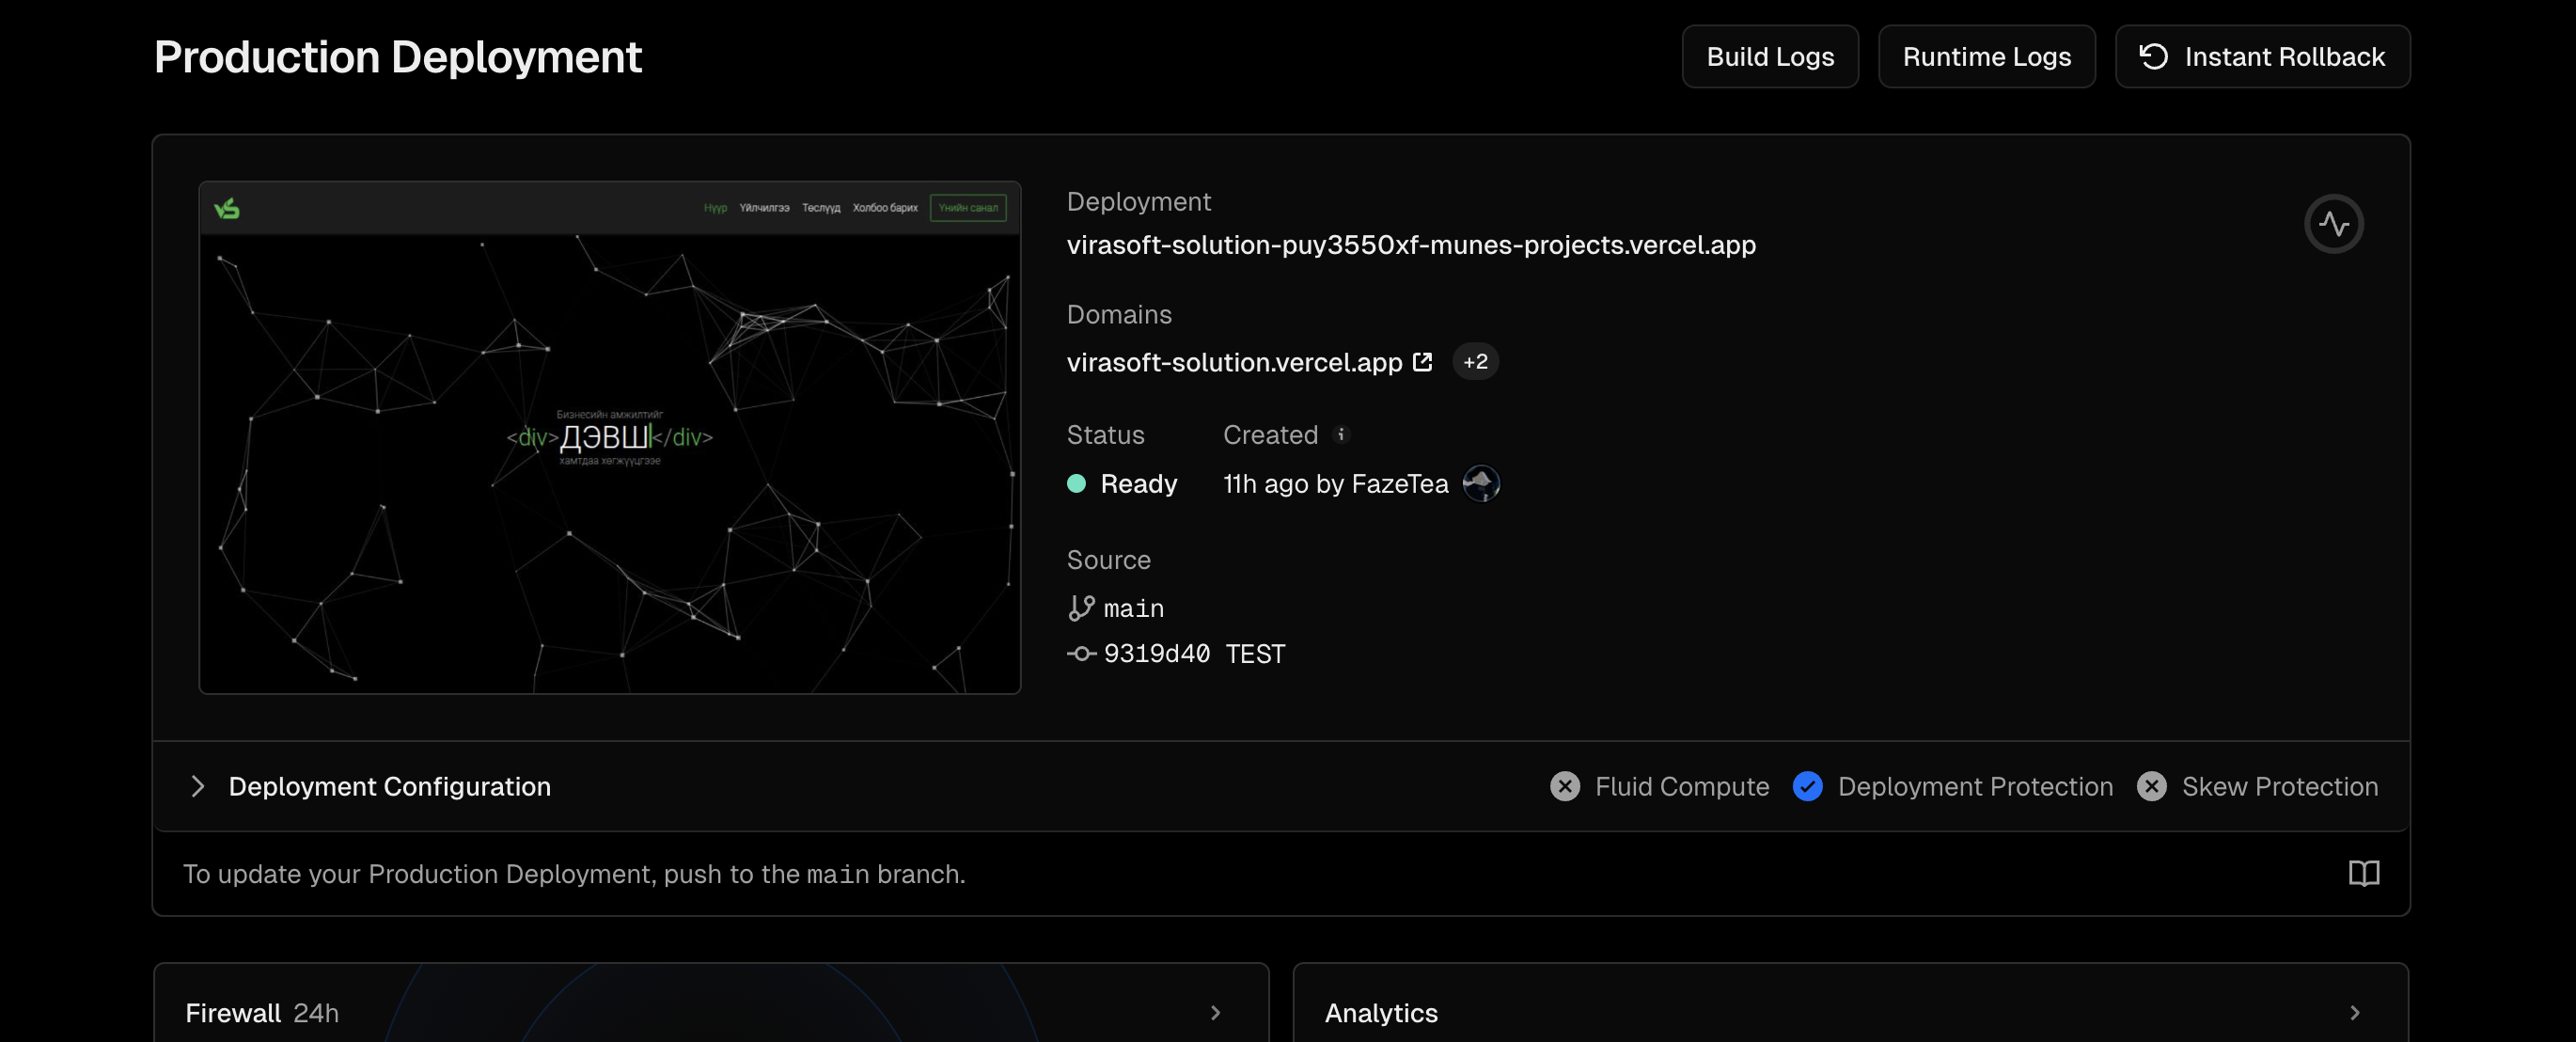 Production Deployment
Build Logs
Runtime Logs
Instant Rollback
VS
Нүүр Үйлчилгээ Төслүүд Холбоо барих Үнийн санал
Бизнесийн амжилтийг
<div>ДЭВШ|</div>
хамтдаа хөгжүүцгээе
Deployment
virasoft-solution-puy3550xf-munes-projects.vercel.app
Domains
virasoft-solution.vercel.app +2
Status Created
Ready 11h ago by FazeTea
Source
main
9319d40 TEST
Deployment Configuration
Fluid Compute Deployment Protection Skew Protection
To update your Production Deployment, push to the main branch.
Firewall 24h
Analytics